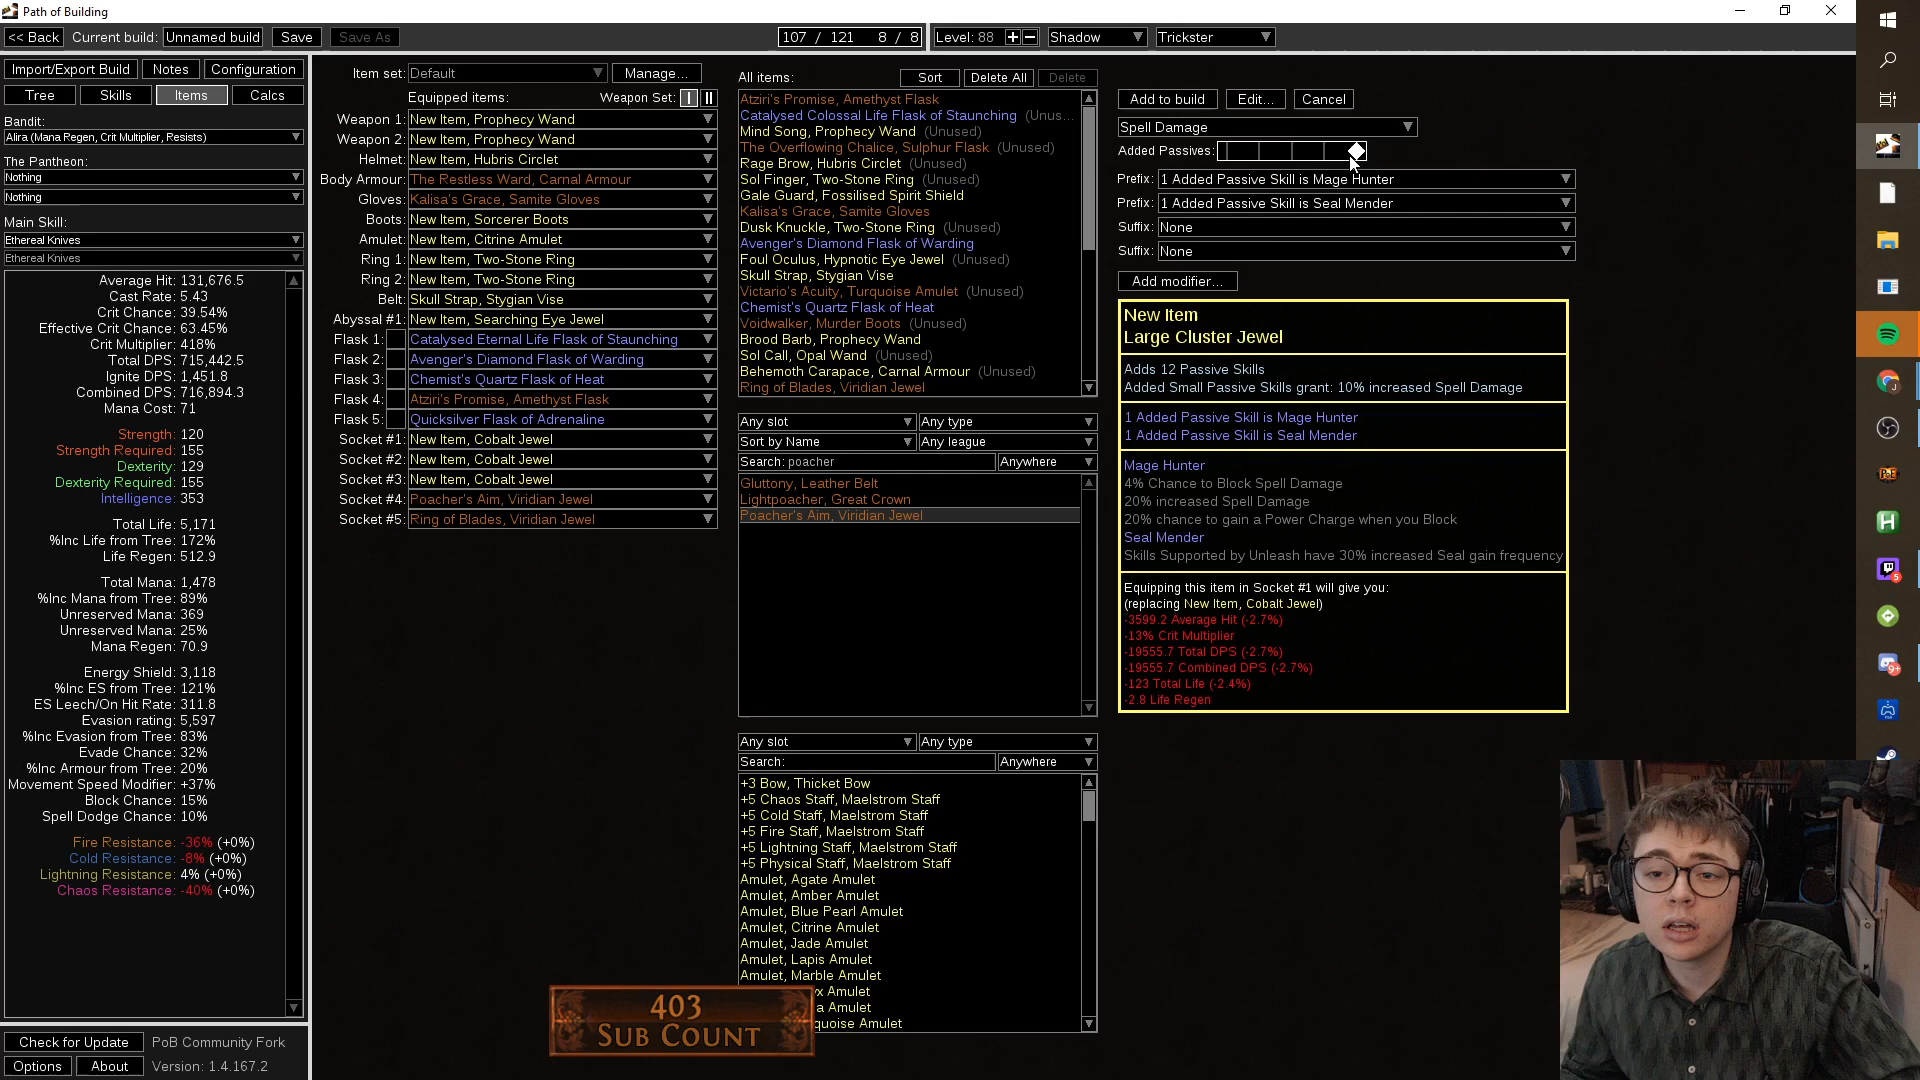 Path of Building
<< Back
Current build:
Unnamed build
Save
Save As
107 / 121 8 / 8
Level: 88
+
−
Shadow
Trickster
Import/Export Build
Notes
Configuration
Tree
Skills
Items
Calcs
Bandit:
Alira (Mana Regen, Crit Multiplier, Resists)
The Pantheon:
Nothing
Nothing
Main Skill:
Ethereal Knives
Ethereal Knives
Average Hit: 131,676.5
Cast Rate: 5.43
Crit Chance: 39.54%
Effective Crit Chance: 63.45%
Crit Multiplier: 418%
Total DPS: 715,442.5
Ignite DPS: 1,451.8
Combined DPS: 716,894.3
Mana Cost: 71
Strength: 120
Strength Required: 155
Dexterity: 129
Dexterity Required: 155
Intelligence: 353
Total Life: 5,171
%Inc Life from Tree: 172%
Life Regen: 512.9
Total Mana: 1,478
%Inc Mana from Tree: 89%
Unreserved Mana: 369
Unreserved Mana: 25%
Mana Regen: 70.9
Energy Shield: 3,118
%Inc ES from Tree: 121%
ES Leech/On Hit Rate: 311.8
Evasion rating: 5,597
%Inc Evasion from Tree: 83%
Evade Chance: 32%
%Inc Armour from Tree: 20%
Movement Speed Modifier: +37%
Block Chance: 15%
Spell Dodge Chance: 10%
Fire Resistance: -36% (+0%)
Cold Resistance: -8% (+0%)
Lightning Resistance: 4% (+0%)
Chaos Resistance: -40% (+0%)
Check for Update
PoB Community Fork
Options
About
Version: 1.4.167.2
Item set: Default
Manage...
Equipped items:
Weapon Set: I II
Weapon 1: New Item, Prophecy Wand
Weapon 2: New Item, Prophecy Wand
Helmet: New Item, Hubris Circlet
Body Armour: The Restless Ward, Carnal Armour
Gloves: Kalisa's Grace, Samite Gloves
Boots: New Item, Sorcerer Boots
Amulet: New Item, Citrine Amulet
Ring 1: New Item, Two-Stone Ring
Ring 2: New Item, Two-Stone Ring
Belt: Skull Strap, Stygian Vise
Abyssal #1: New Item, Searching Eye Jewel
Flask 1: Catalysed Eternal Life Flask of Staunching
Flask 2: Avenger's Diamond Flask of Warding
Flask 3: Chemist's Quartz Flask of Heat
Flask 4: Atziri's Promise, Amethyst Flask
Flask 5: Quicksilver Flask of Adrenaline
Socket #1: New Item, Cobalt Jewel
Socket #2: New Item, Cobalt Jewel
Socket #3: New Item, Cobalt Jewel
Socket #4: Poacher's Aim, Viridian Jewel
Socket #5: Ring of Blades, Viridian Jewel
All items:
Sort
Delete All
Delete
Atziri's Promise, Amethyst Flask
Catalysed Colossal Life Flask of Staunching (Unus...
Mind Song, Prophecy Wand (Unused)
The Overflowing Chalice, Sulphur Flask (Unused)
Rage Brow, Hubris Circlet (Unused)
Sol Finger, Two-Stone Ring (Unused)
Gale Guard, Fossilised Spirit Shield
Kalisa's Grace, Samite Gloves
Dusk Knuckle, Two-Stone Ring (Unused)
Avenger's Diamond Flask of Warding
Foul Oculus, Hypnotic Eye Jewel (Unused)
Skull Strap, Stygian Vise
Victario's Acuity, Turquoise Amulet (Unused)
Chemist's Quartz Flask of Heat
Voidwalker, Murder Boots (Unused)
Brood Barb, Prophecy Wand
Sol Call, Opal Wand (Unused)
Behemoth Carapace, Carnal Armour (Unused)
Ring of Blades, Viridian Jewel
Any slot
Any type
Sort by Name
Any league
Search: poacher
Anywhere
Gluttony, Leather Belt
Lightpoacher, Great Crown
Poacher's Aim, Viridian Jewel
Any slot
Any type
Search:
Anywhere
+3 Bow, Thicket Bow
+5 Chaos Staff, Maelstrom Staff
+5 Cold Staff, Maelstrom Staff
+5 Fire Staff, Maelstrom Staff
+5 Lightning Staff, Maelstrom Staff
+5 Physical Staff, Maelstrom Staff
Amulet, Agate Amulet
Amulet, Amber Amulet
Amulet, Blue Pearl Amulet
Amulet, Citrine Amulet
Amulet, Jade Amulet
Amulet, Lapis Amulet
Amulet, Marble Amulet
yx Amulet
a Amulet
quoise Amulet
403
SUB COUNT
Add to build
Edit...
Cancel
Spell Damage
Added Passives:
Prefix: 1 Added Passive Skill is Mage Hunter
Prefix: 1 Added Passive Skill is Seal Mender
Suffix: None
Suffix: None
Add modifier...
New Item
Large Cluster Jewel
Adds 12 Passive Skills
Added Small Passive Skills grant: 10% increased Spell Damage
1 Added Passive Skill is Mage Hunter
1 Added Passive Skill is Seal Mender
Mage Hunter
4% Chance to Block Spell Damage
20% increased Spell Damage
20% chance to gain a Power Charge when you Block
Seal Mender
Skills Supported by Unleash have 30% increased Seal gain frequency
Equipping this item in Socket #1 will give you:
(replacing New Item, Cobalt Jewel)
-3599.2 Average Hit (-2.7%)
-13% Crit Multiplier
-19555.7 Total DPS (-2.7%)
-19555.7 Combined DPS (-2.7%)
-123 Total Life (-2.4%)
-2.8 Life Regen